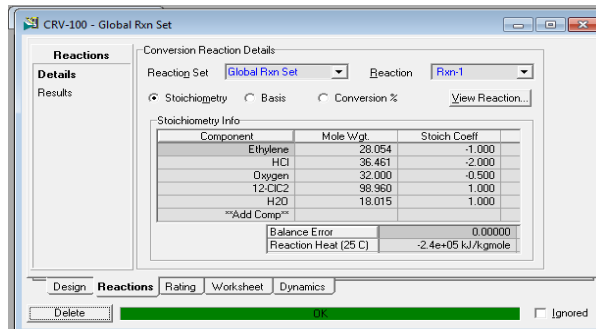 CRV-100 - Global Rxn Set
Reactions
Details
Results
Conversion Reaction Details
Reaction Set Global Rxn Set Reaction Rxn-1
Stoichiometry Basis Conversion % View Reaction...
Stoichiometry Info
Component Mole Wgt. Stoich Coeff
Ethylene 28.054 -1.000
HCl 36.461 -2.000
Oxygen 32.000 -0.500
12-ClC2 98.960 1.000
H2O 18.015 1.000
**Add Comp**
Balance Error 0.00000
Reaction Heat (25 C) -2.4e+05 kJ/kgmole
Design Reactions Rating Worksheet Dynamics
Delete OK Ignored